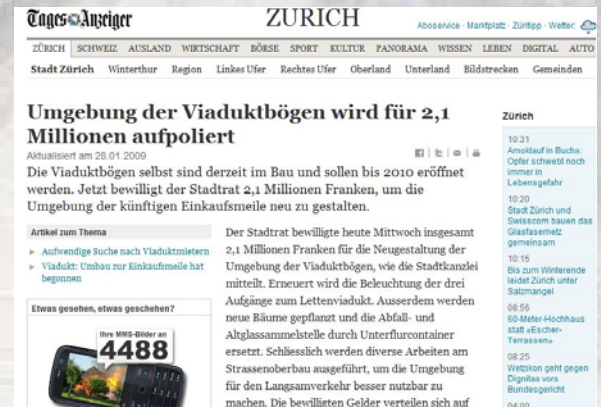 Tages Anzeiger
ZÜRICH
Aboservice · Marktplatz · Züritipp · Wetter:
ZÜRICH SCHWEIZ AUSLAND WIRTSCHAFT BÖRSE SPORT KULTUR PANORAMA WISSEN LEBEN DIGITAL AUTO
Stadt Zürich Winterthur Region Linkes Ufer Rechtes Ufer Oberland Unterland Bildstrecken Gemeinden
Umgebung der Viaduktbögen wird für 2,1
Millionen aufpoliert
Aktualisiert am 28.01.2009
Die Viaduktbögen selbst sind derzeit im Bau und sollen bis 2010 eröffnet
werden. Jetzt bewilligt der Stadtrat 2,1 Millionen Franken, um die
Umgebung der künftigen Einkaufsmeile neu zu gestalten.
Artikel zum Thema
Aufwendige Suche nach Viaduktmietern
Viadukt: Umbau zur Einkaufsmeile hat
begonnen
Etwas gesehen, etwas geschehen?
Ihre MMS-Bilder an
4488
Der Stadtrat bewilligte heute Mittwoch insgesamt
2,1 Millionen Franken für die Neugestaltung der
Umgebung der Viaduktbögen, wie die Stadtkanzlei
mitteilt. Erneuert wird die Beleuchtung der drei
Aufgänge zum Lettenviadukt. Ausserdem werden
neue Bäume gepflanzt und die Abfall- und
Altglassammelstelle durch Unterflurcontainer
ersetzt. Schliesslich werden diverse Arbeiten am
Strassenoberbau ausgeführt, um die Umgebung
für den Langsamverkehr besser nutzbar zu
machen. Die bewilligten Gelder verteilen sich auf
Zürich
10:31
Amoklauf in Buchs:
Opfer schwebt noch
immer in
Lebensgefahr
10:20
Stadt Zürich und
Swisscom bauen das
Glasfasernetz
gemeinsam
10:15
Bis zum Winterende
leidet Zürich unter
Salzmangel
08:56
60-Meter-Hochhaus
statt «Escher-
Terrassen»
08:25
Wetzikon geht gegen
Dignitas vors
Bundesgericht
04:00